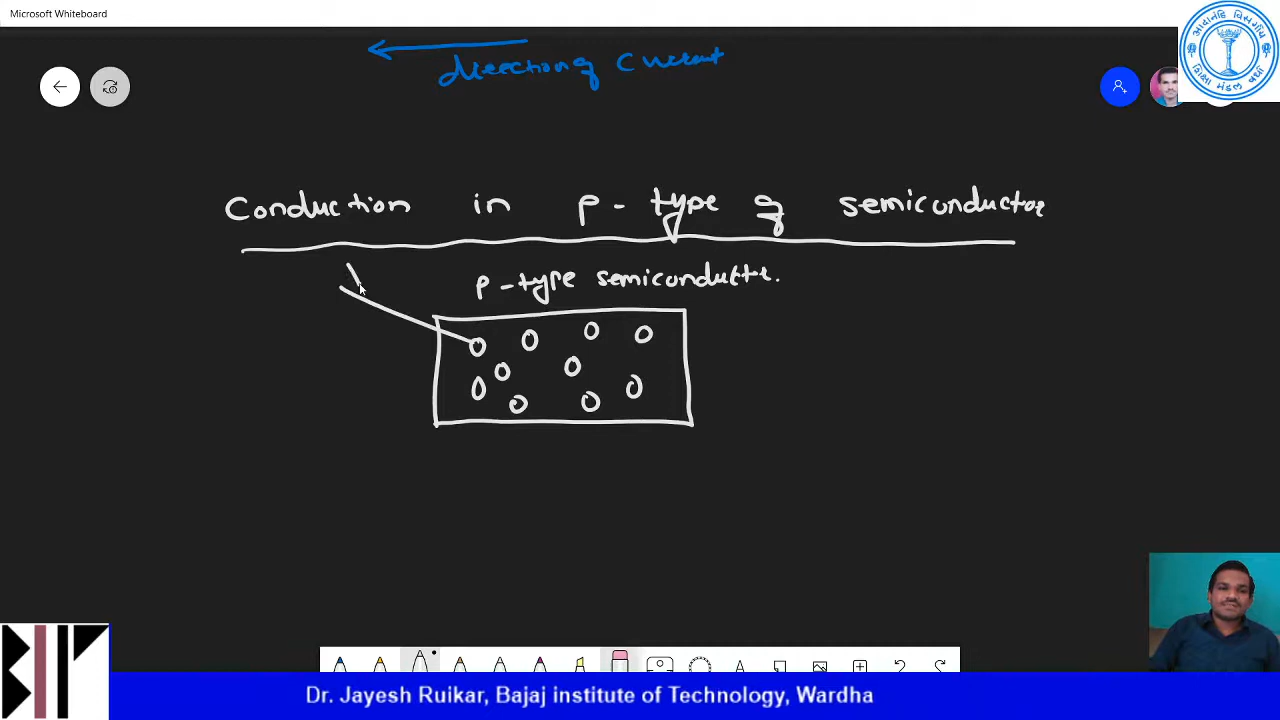 Microsoft Whiteboard
direction of Current
Conduction in p-type of semiconductor
p-type semiconductor.
Dr. Jayesh Ruikar, Bajaj institute of Technology, Wardha